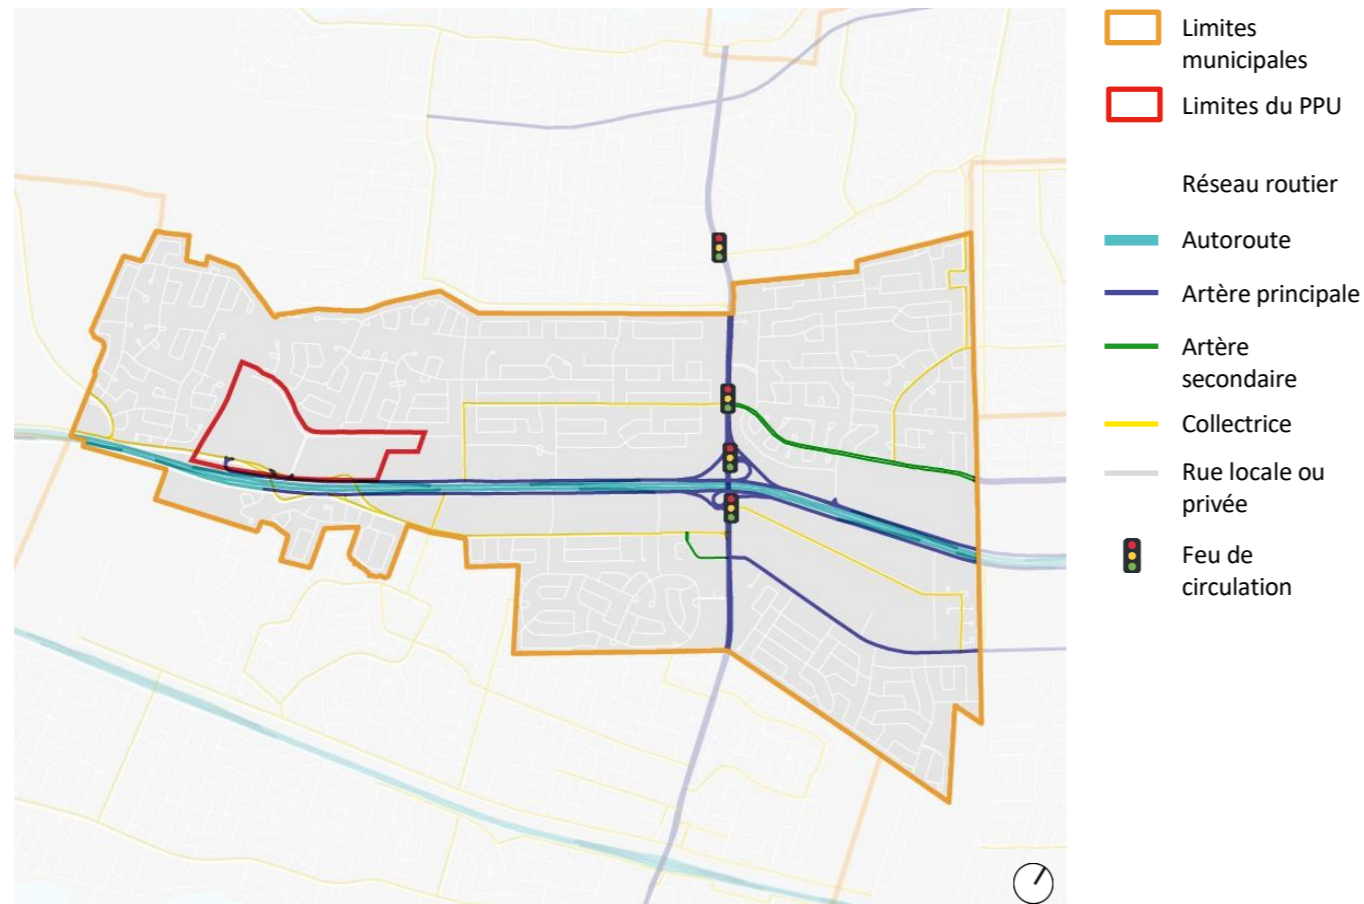 Limites
municipales
Limites du PPU
Réseau routier
Autoroute
Artère principale
Artère
secondaire
Collectrice
Rue locale ou
privée
Feu de
circulation